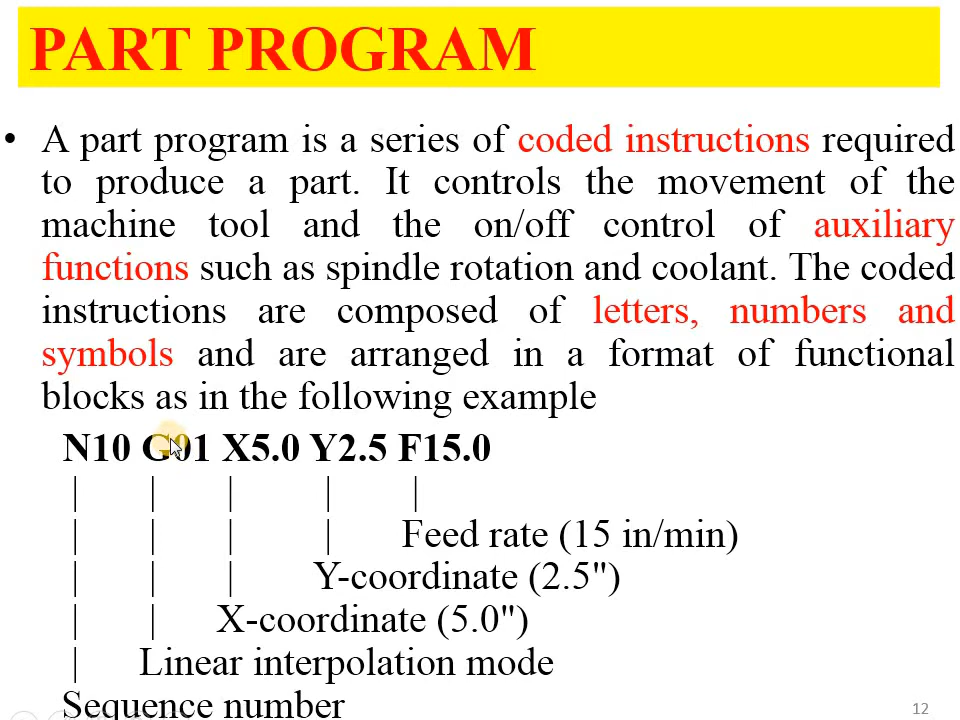 PART PROGRAM
• A part program is a series of coded instructions required
to produce a part. It controls the movement of the
machine tool and the on/off control of auxiliary
functions such as spindle rotation and coolant. The coded
instructions are composed of letters, numbers and
symbols and are arranged in a format of functional
blocks as in the following example
N10 G01 X5.0 Y2.5 F15.0
| | | | |
| | | | Feed rate (15 in/min)
| | | Y-coordinate (2.5")
| | X-coordinate (5.0")
| Linear interpolation mode
Sequence number
12